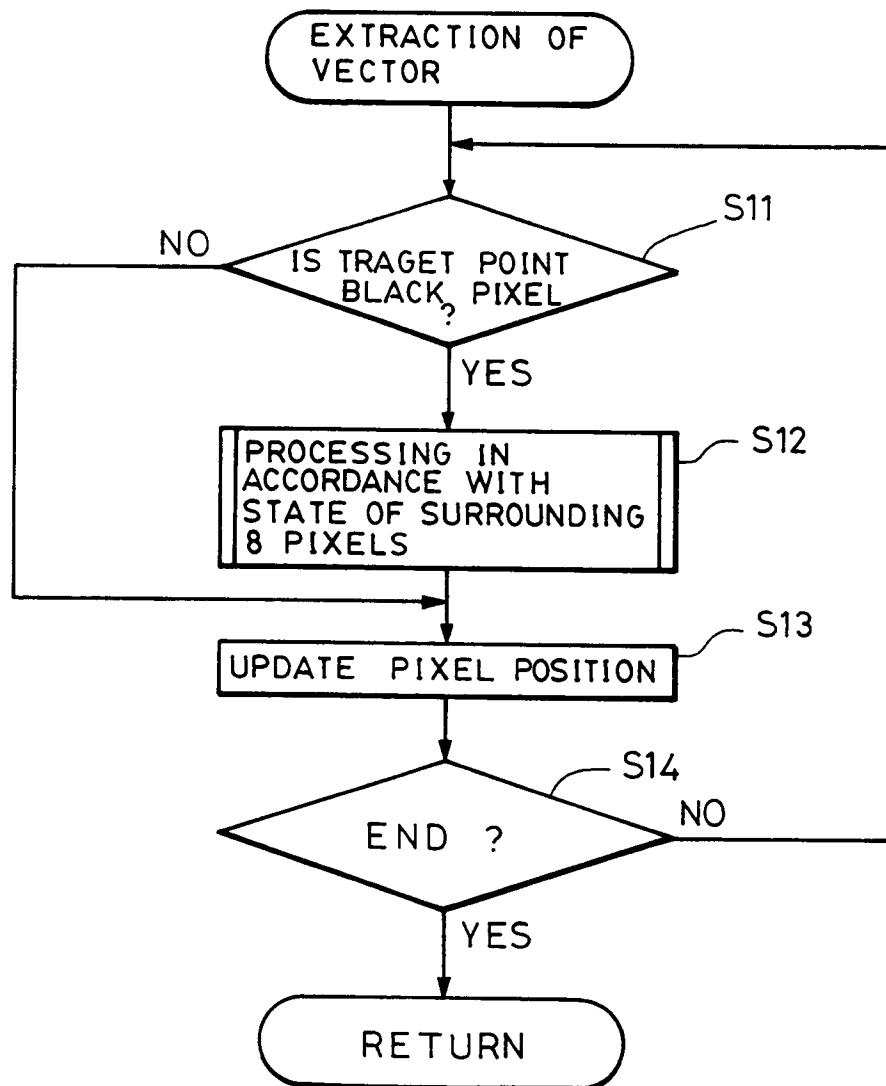 EXTRACTION OF
VECTOR
S11
NO
IS TRAGET POINT
BLACK PIXEL
?
YES
S12
PROCESSING IN
ACCORDANCE WITH
STATE OF SURROUNDING
8 PIXELS
S13
UPDATE PIXEL POSITION
S14
END ?
NO
YES
RETURN